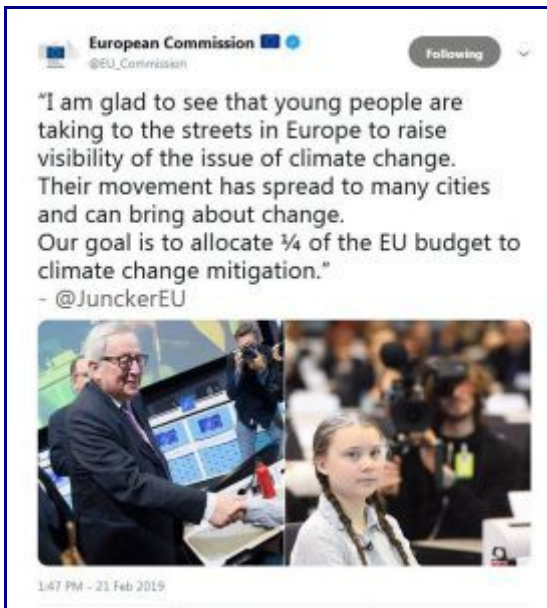 European Commission
@EU_Commission
Following
“I am glad to see that young people are
taking to the streets in Europe to raise
visibility of the issue of climate change.
Their movement has spread to many cities
and can bring about change.
Our goal is to allocate ¼ of the EU budget to
climate change mitigation.”
- @JunckerEU
1:47 PM - 21 Feb 2019